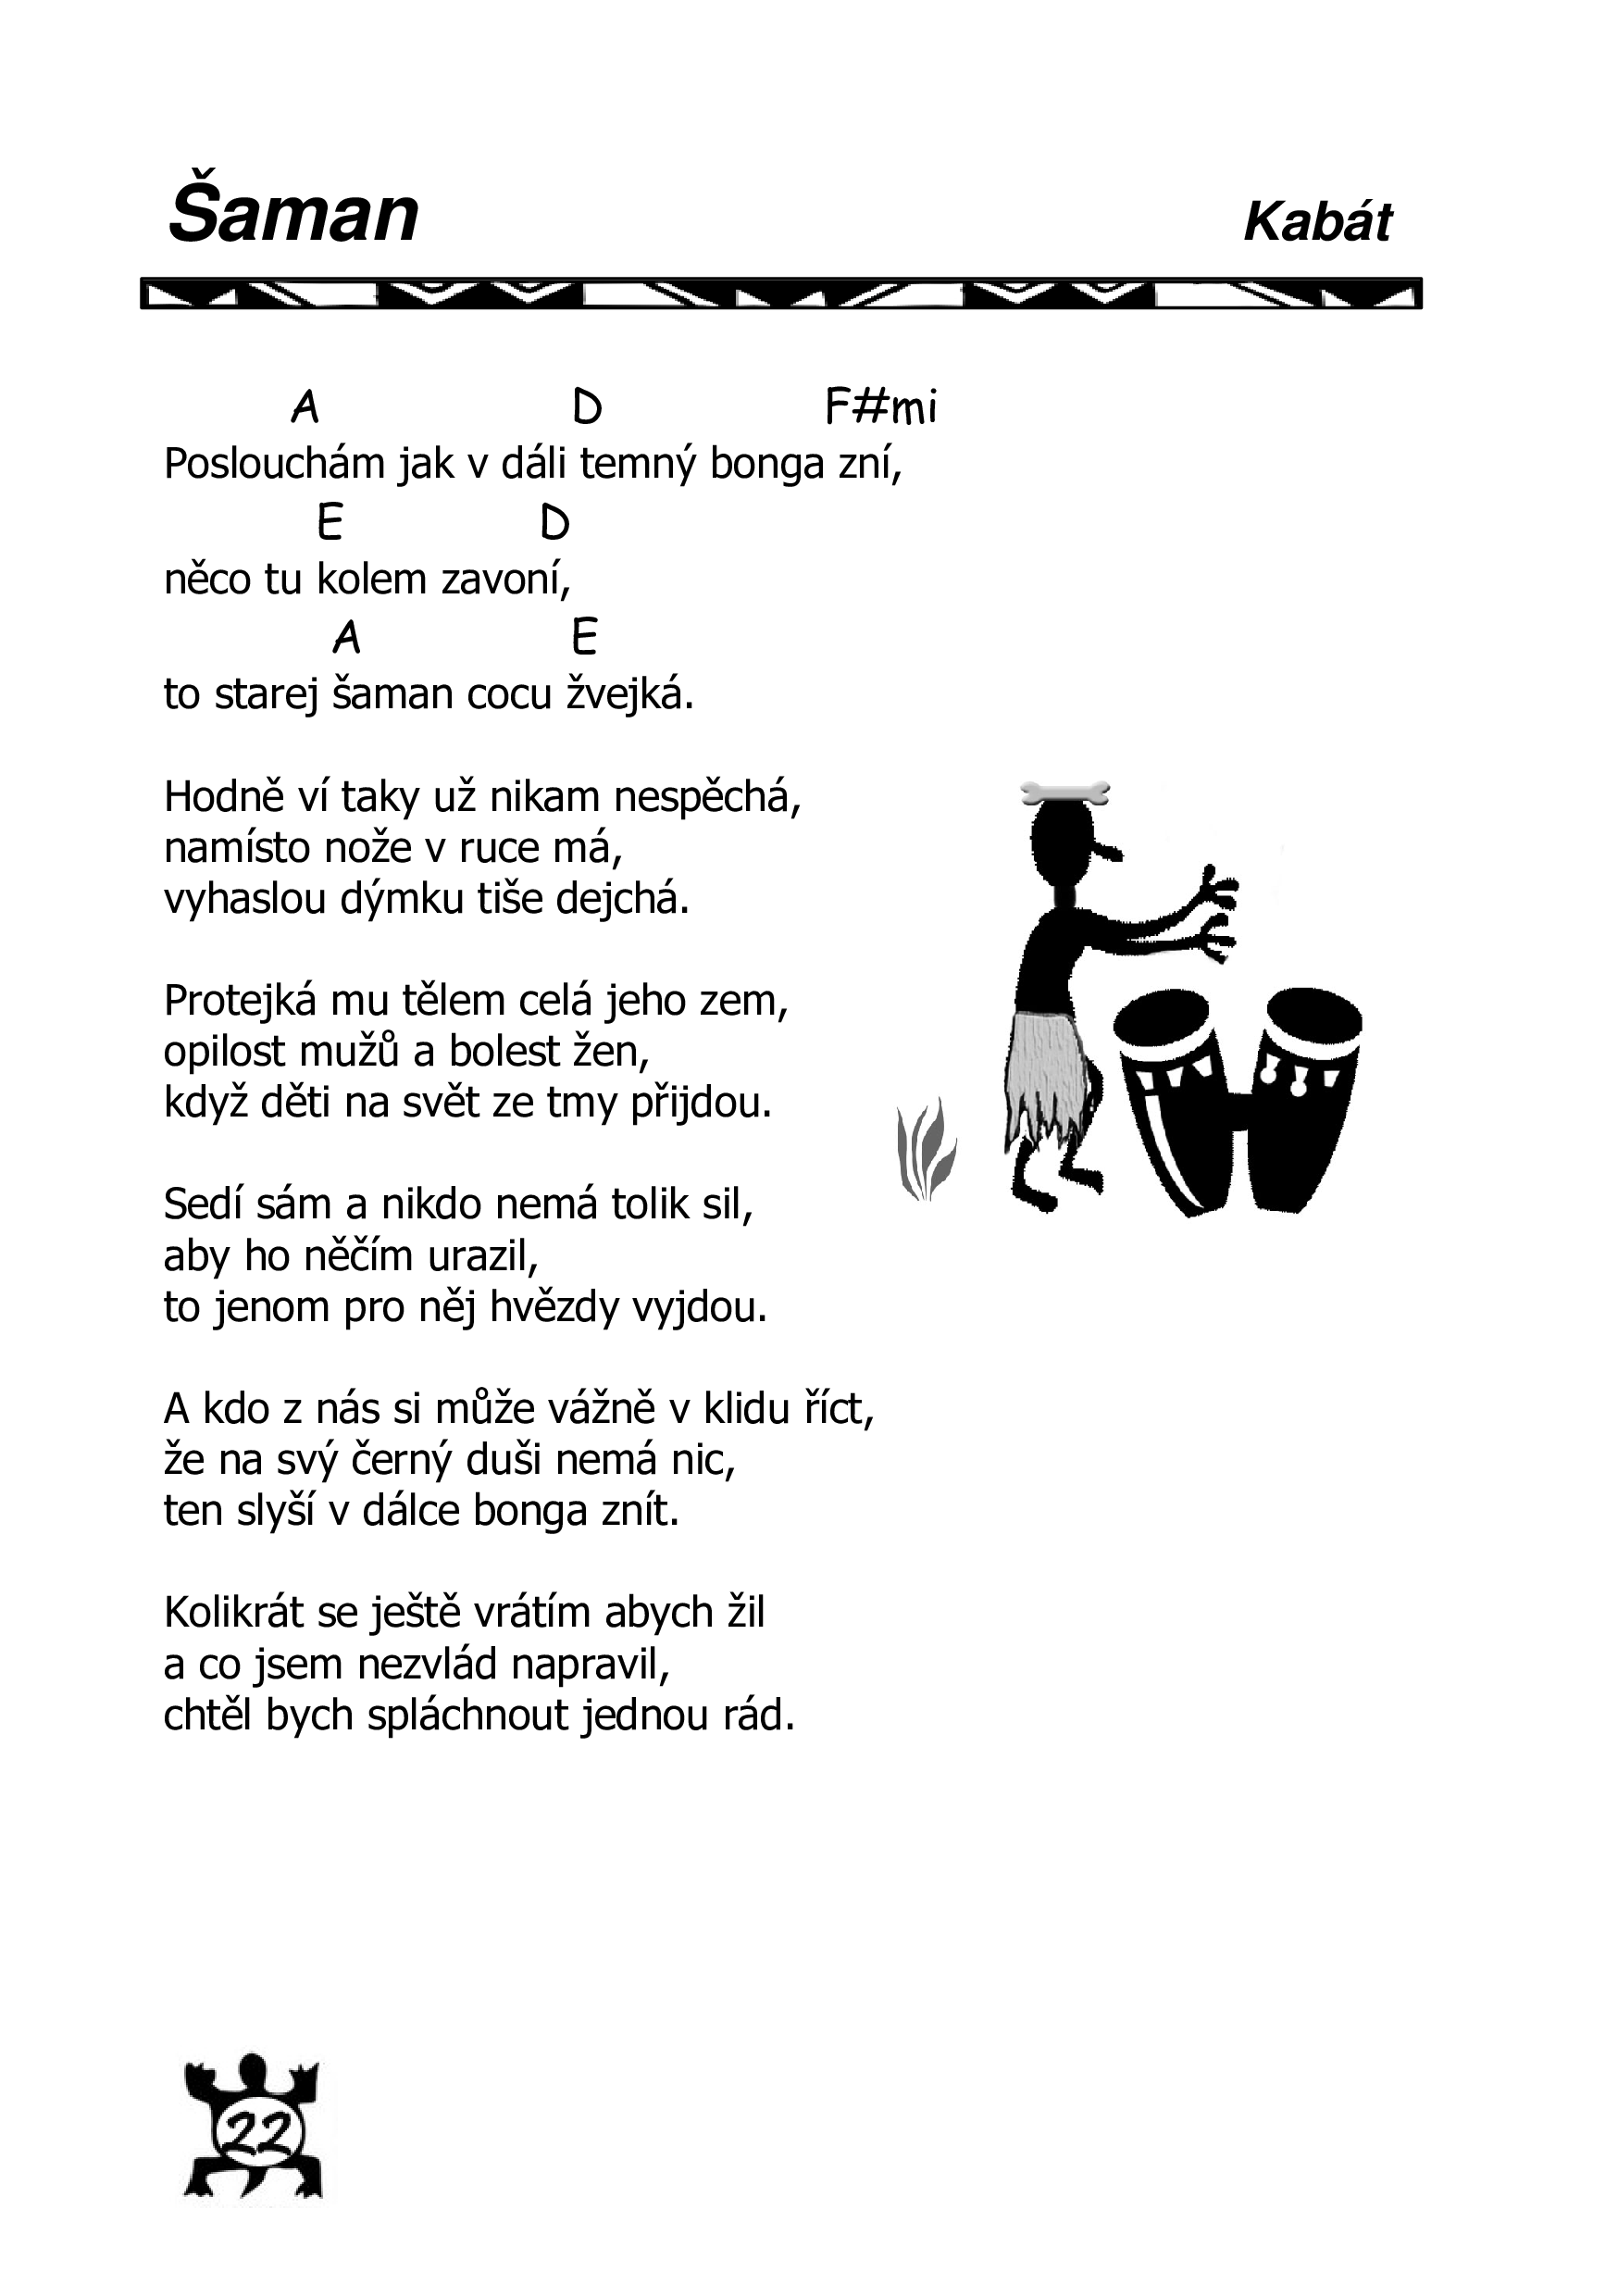 Šaman Kabát
A D F#mi
Poslouchám jak v dáli temný bonga zní,
E D
něco tu kolem zavoní,
A E
to starej šaman cocu žvejká.
Hodně ví taky už nikam nespěchá,
namísto nože v ruce má,
vyhaslou dýmku tiše dejchá.
Protejká mu tělem celá jeho zem,
opilost mužů a bolest žen,
když děti na svět ze tmy přijdou.
Sedí sám a nikdo nemá tolik sil,
aby ho něčím urazil,
to jenom pro něj hvězdy vyjdou.
A kdo z nás si může vážně v klidu říct,
že na svý černý duši nemá nic,
ten slyší v dálce bonga znít.
Kolikrát se ještě vrátím abych žil
a co jsem nezvlád napravil,
chtěl bych spláchnout jednou rád.
22